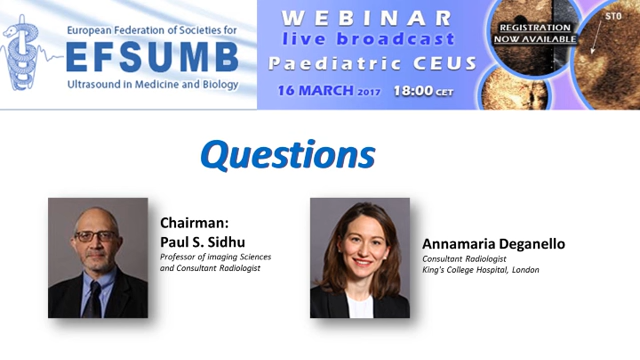 European Federation of Societies for
EFSUMB
Ultrasound in Medicine and Biology
WEBINAR
live broadcast
Paediatric CEUS
16 MARCH 2017 18:00 CET
REGISTRATION
NOW AVAILABLE
ST0
Questions
Chairman:
Paul S. Sidhu
Professor of imaging Sciences
and Consultant Radiologist
Annamaria Deganello
Consultant Radiologist
King's College Hospital, London